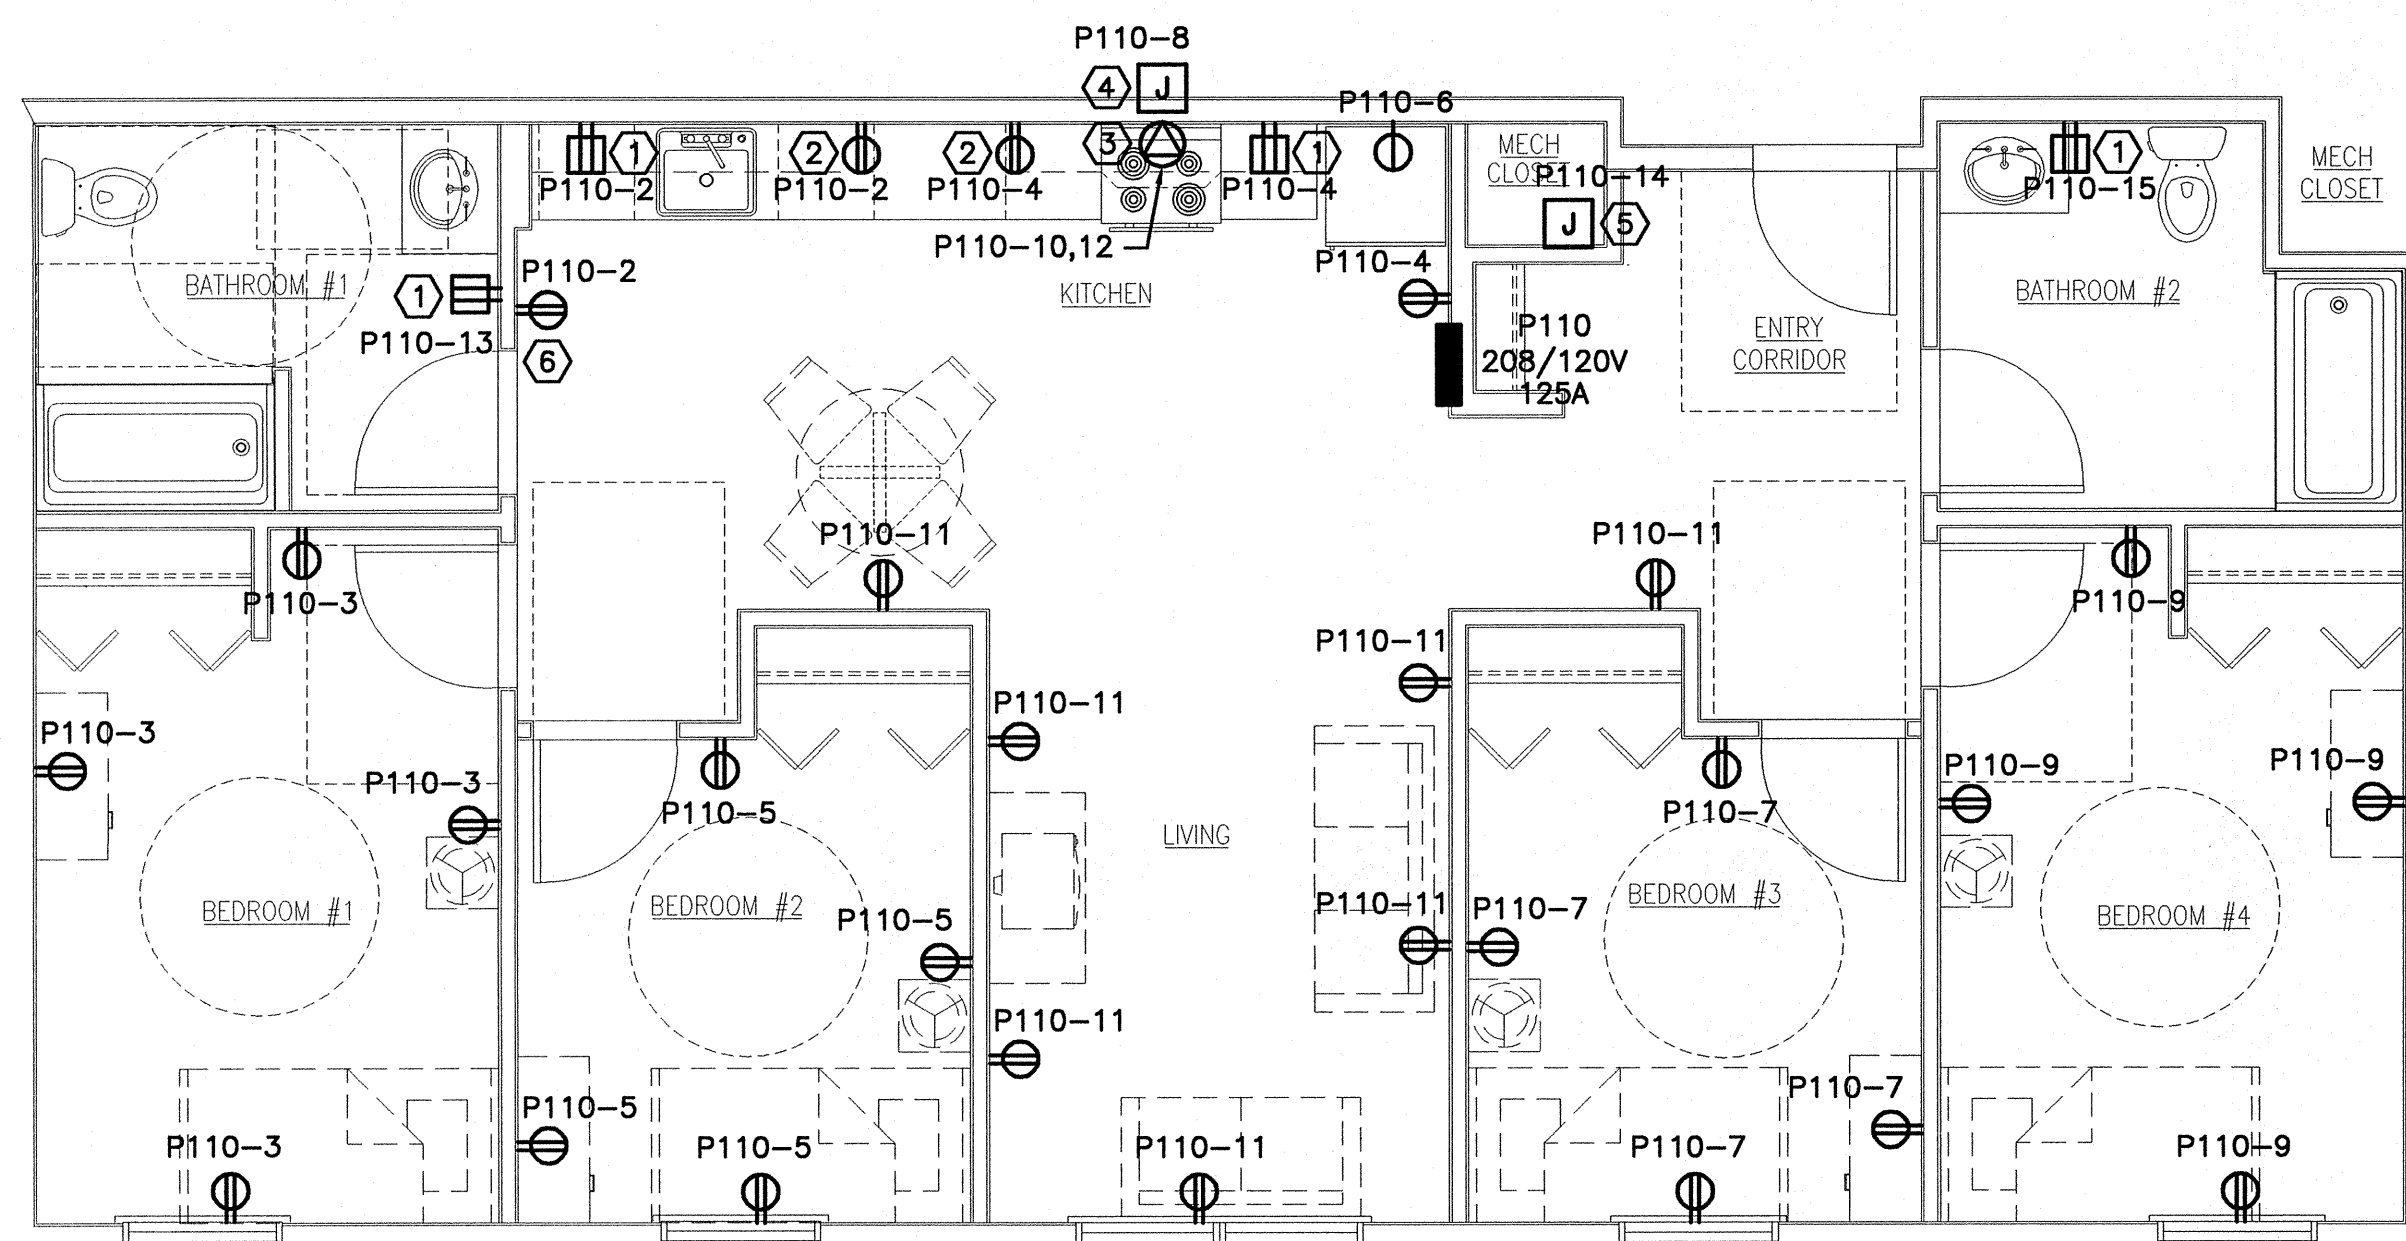 P110-8
4 J
P110-6
1 2 2 3 1
P110-2 P110-2 P110-4 P110-4
MECH
CLOSET
P110-14
J 5
1
P110-15
MECH
CLOSET
P110-10,12
P110-2
P110-4
BATHROOM #1
1
P110-13
6
KITCHEN
P110
208/120V
125A
ENTRY
CORRIDOR
BATHROOM #2
P110-11
P110-11
P110-3
P110-9
P110-11
P110-11
P110-3
P110-3
P110-5
P110-7
P110-9
P110-9
LIVING
BEDROOM #1
BEDROOM #2
BEDROOM #3
BEDROOM #4
P110-5
P110-11
P110-7
P110-11
P110-5
P110-7
P110-3
P110-5
P110-11
P110-7
P110-9